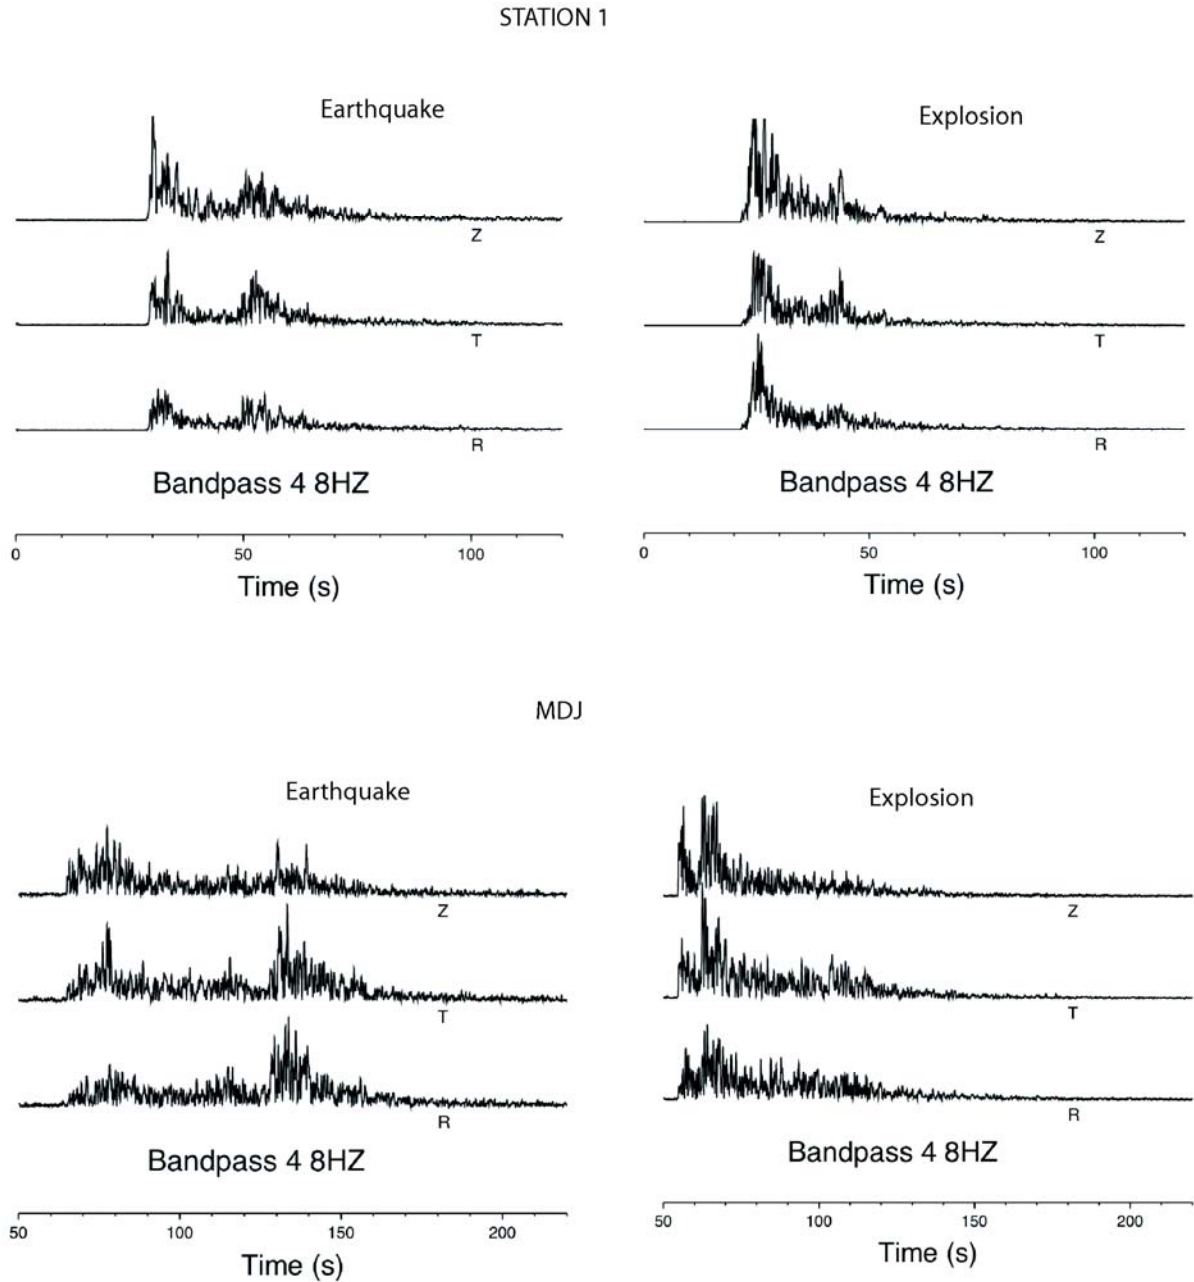 STATION 1
Earthquake
Explosion
Z
Z
T
T
R
R
Bandpass 4 8HZ
Bandpass 4 8HZ
0 50 100
0 50 100
Time (s)
Time (s)
MDJ
Earthquake
Explosion
Z
Z
T
T
R
R
Bandpass 4 8HZ
Bandpass 4 8HZ
50 100 150 200
50 100 150 200
Time (s)
Time (s)